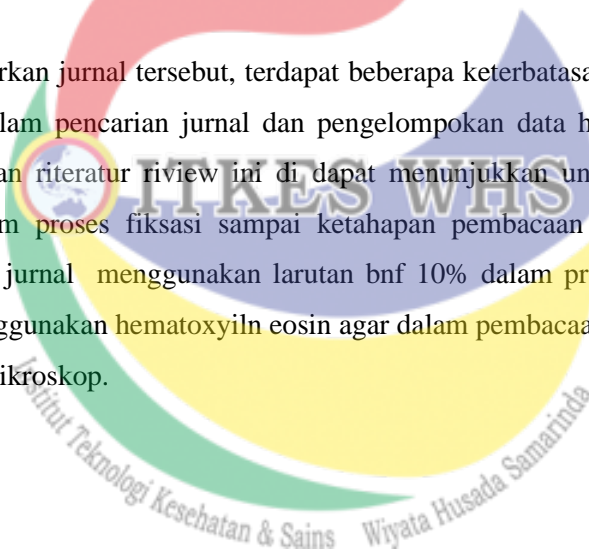 rkan jurnal tersebut, terdapat beberapa keterbatasa
lam pencarian jurnal dan pengelompokan data h
an riteratur riview ini di dapat menunjukkan un
ITKES WHS
m proses fiksasi sampai ketahapan pembacaan
jurnal menggunakan larutan bnf 10% dalam pr
ggunakan hematoxyiln eosin agar dalam pembacaa
ikroskop.
Institut Teknologi Kesehatan & Sains Wiyata Husada Samarinda